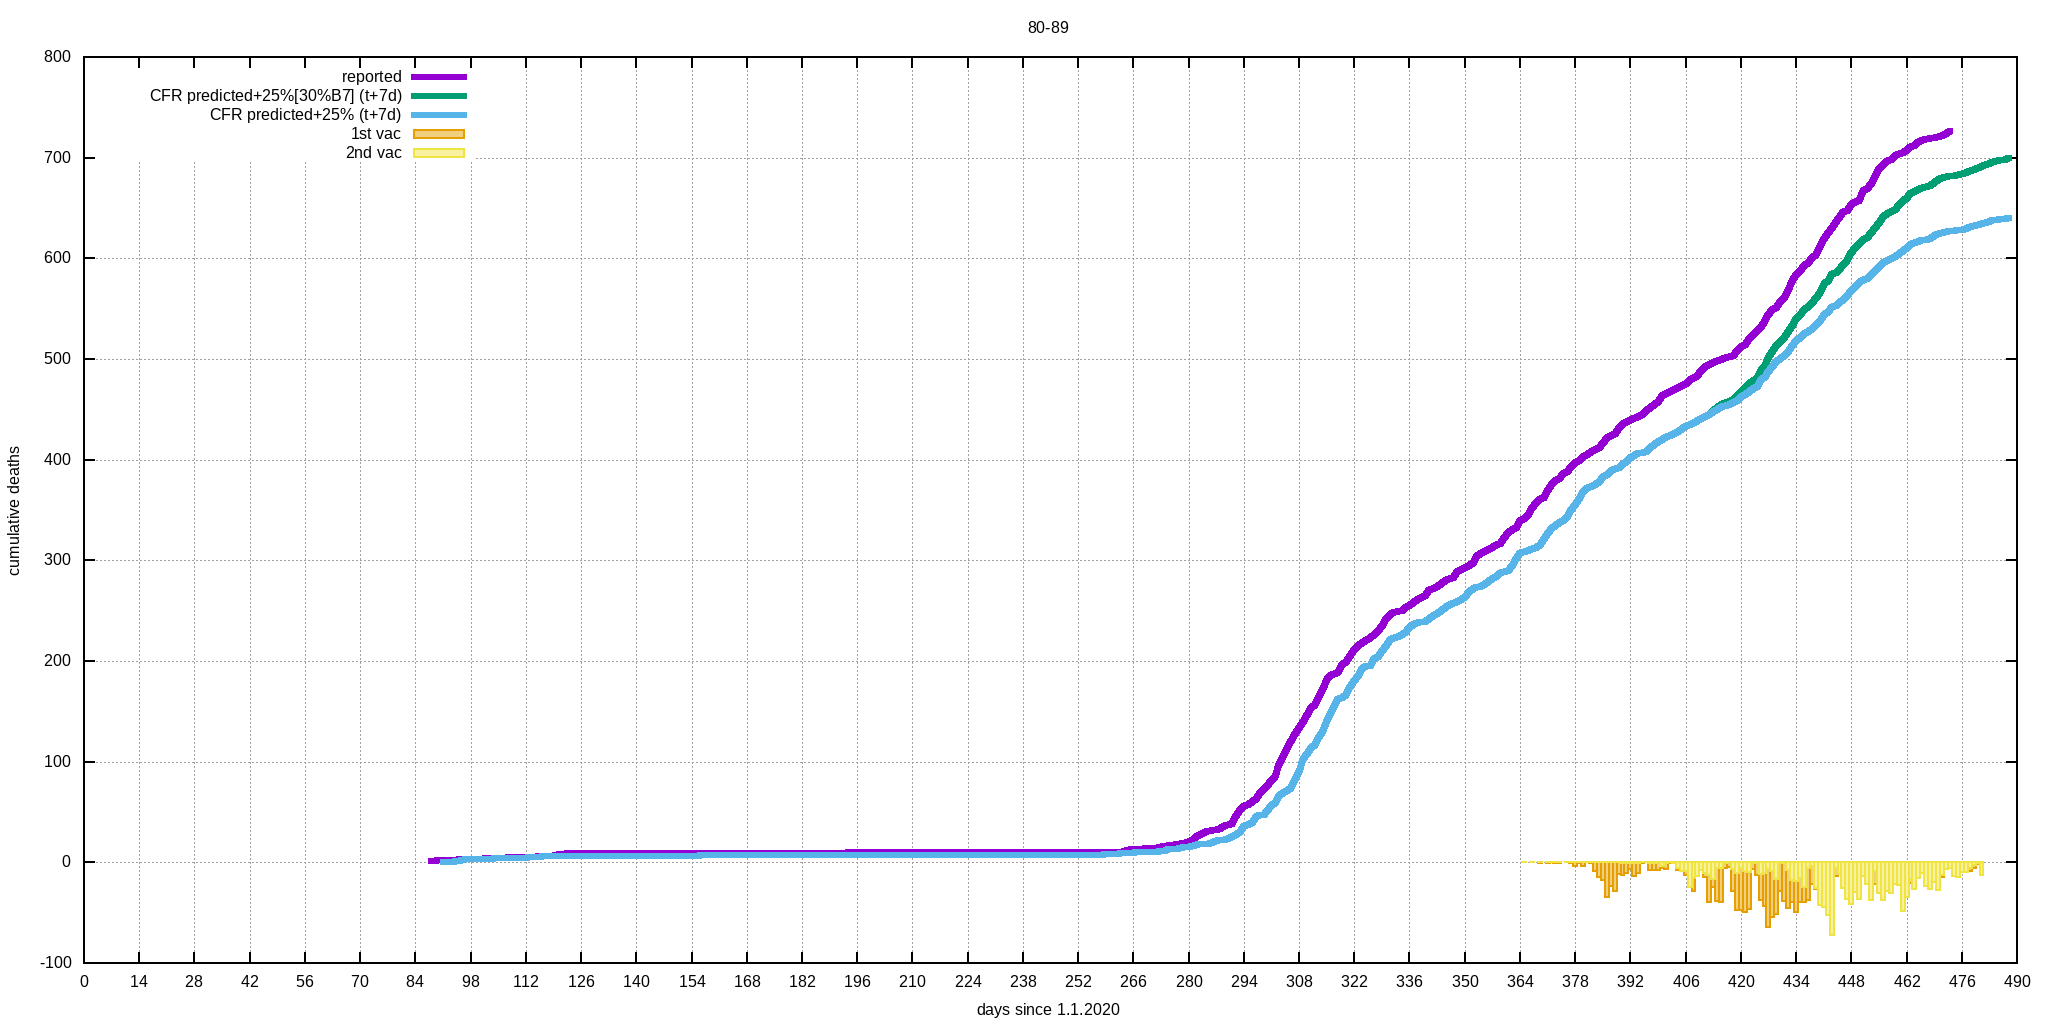 80-89
800
reported
CFR predicted+25%[30%B7] (t+7d)
CFR predicted+25% (t+7d)
1st vac
2nd vac
700
600
500
400
300
200
100
0
-100
cumulative deaths
0 14 28 42 56 70 84 98 112 126 140 154 168 182 196 210 224 238 252 266 280 294 308 322 336 350 364 378 392 406 420 434 448 462 476 490
days since 1.1.2020